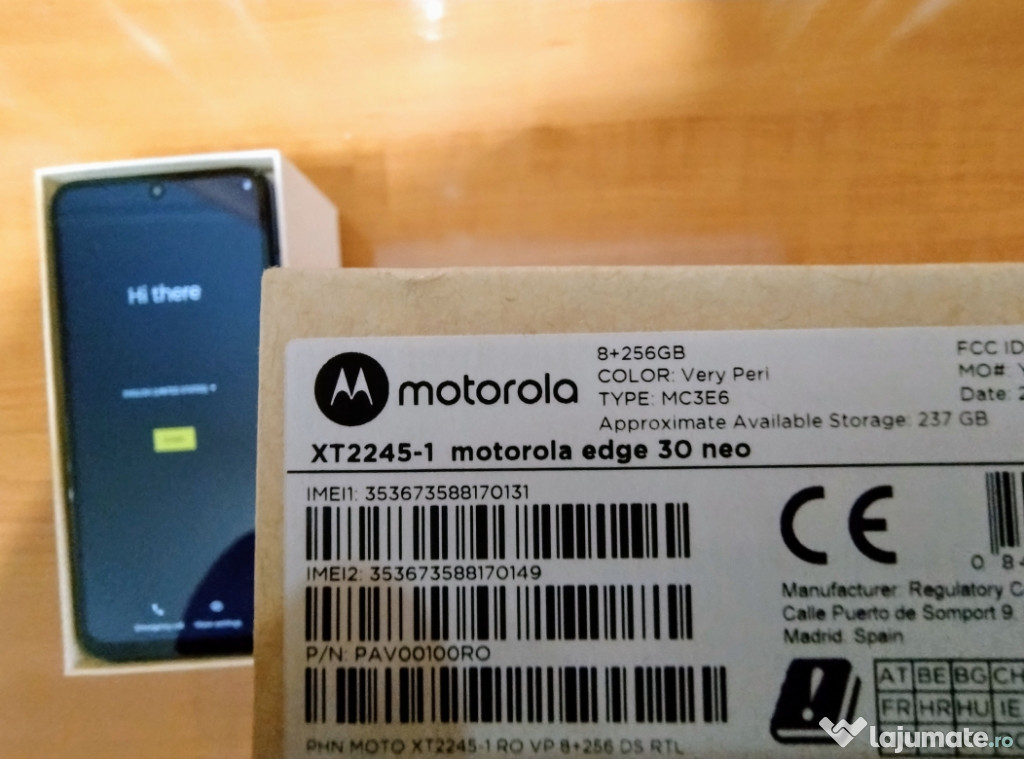 Hi there
motorola
8+256GB
COLOR: Very Peri
TYPE: MC3E6
Approximate Available Storage: 237 GB
FCC ID
MO#:
Date: 2
XT2245-1 motorola edge 30 neo
IMEI1: 353673588170131
IMEI2: 353673588170149
P/N: PAV00100RO
PHN MOTO XT2245-1 RO VP 8+256 DS RTL
CE
0 84
Manufacturer: Regulatory C
Calle Puerto de Somport 9.
Madrid. Spain
AT BE BG CH
FR HR HU IE
lajumate.ro